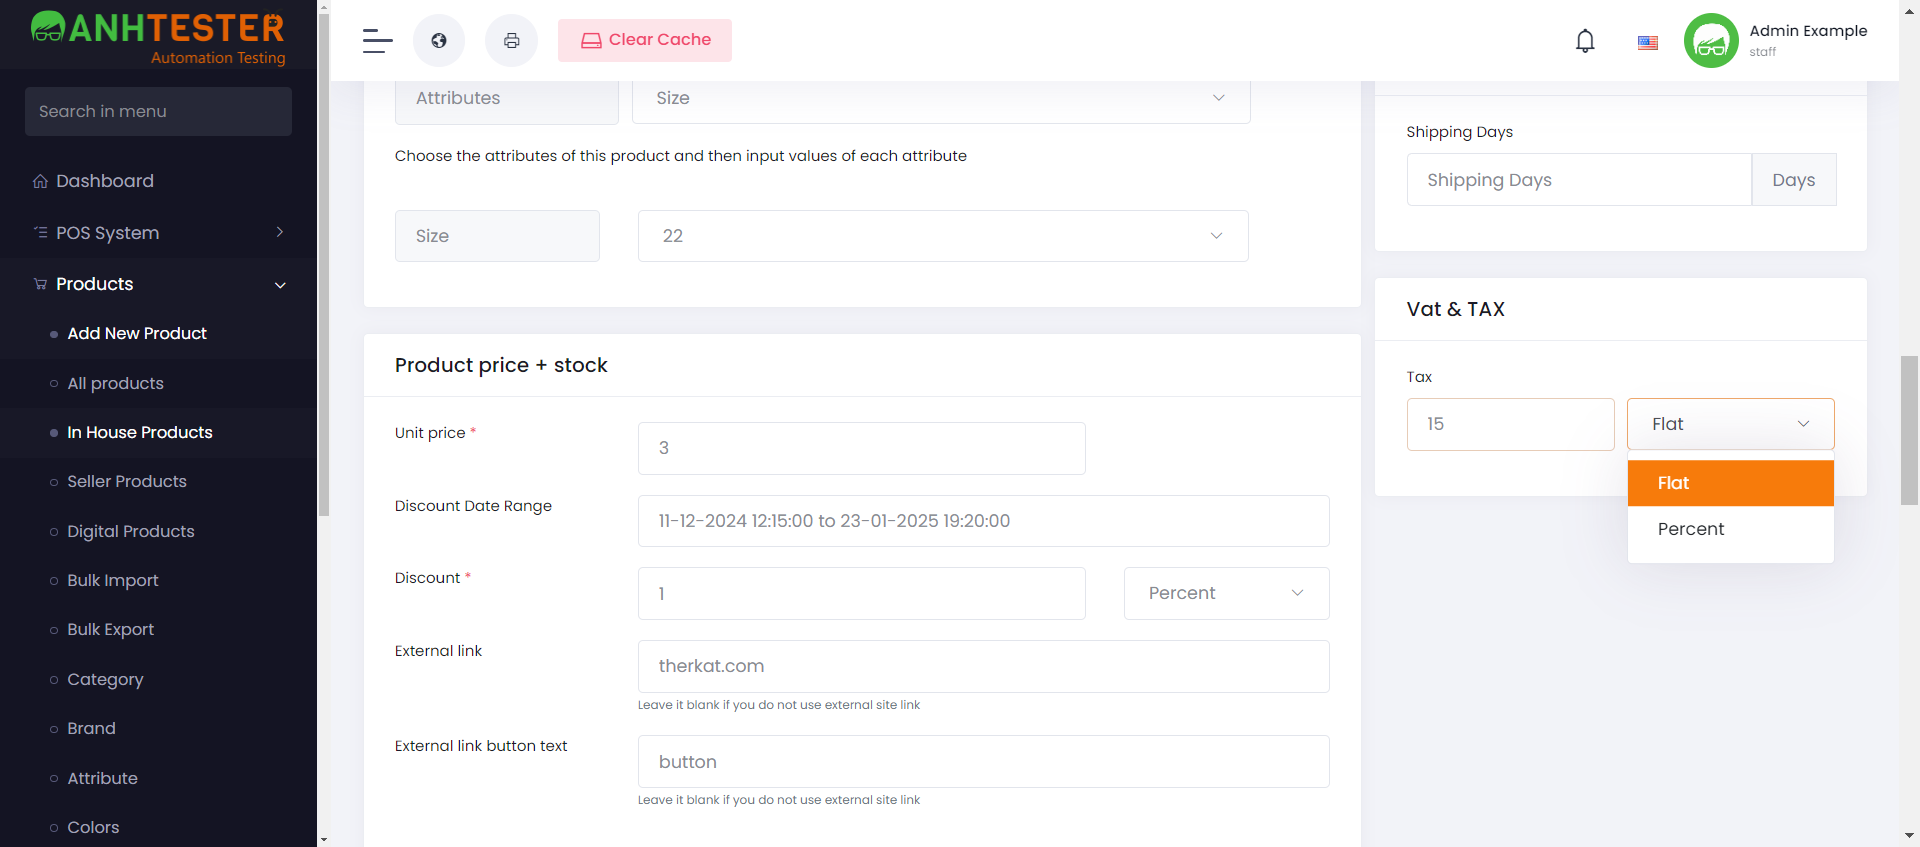 ANHTESTER
Automation Testing
Search in menu
Dashboard
POS System
Products
Add New Product
All products
In House Products
Seller Products
Digital Products
Bulk Import
Bulk Export
Category
Brand
Attribute
Colors
Clear Cache
Admin Example
staff
Attributes
Size
Choose the attributes of this product and then input values of each attribute
Size
22
Product price + stock
Unit price *
3
Discount Date Range
11-12-2024 12:15:00 to 23-01-2025 19:20:00
Discount *
1
Percent
External link
therkat.com
Leave it blank if you do not use external site link
External link button text
button
Leave it blank if you do not use external site link
Shipping Days
Shipping Days
Days
Vat & TAX
Tax
15
Flat
Flat
Percent